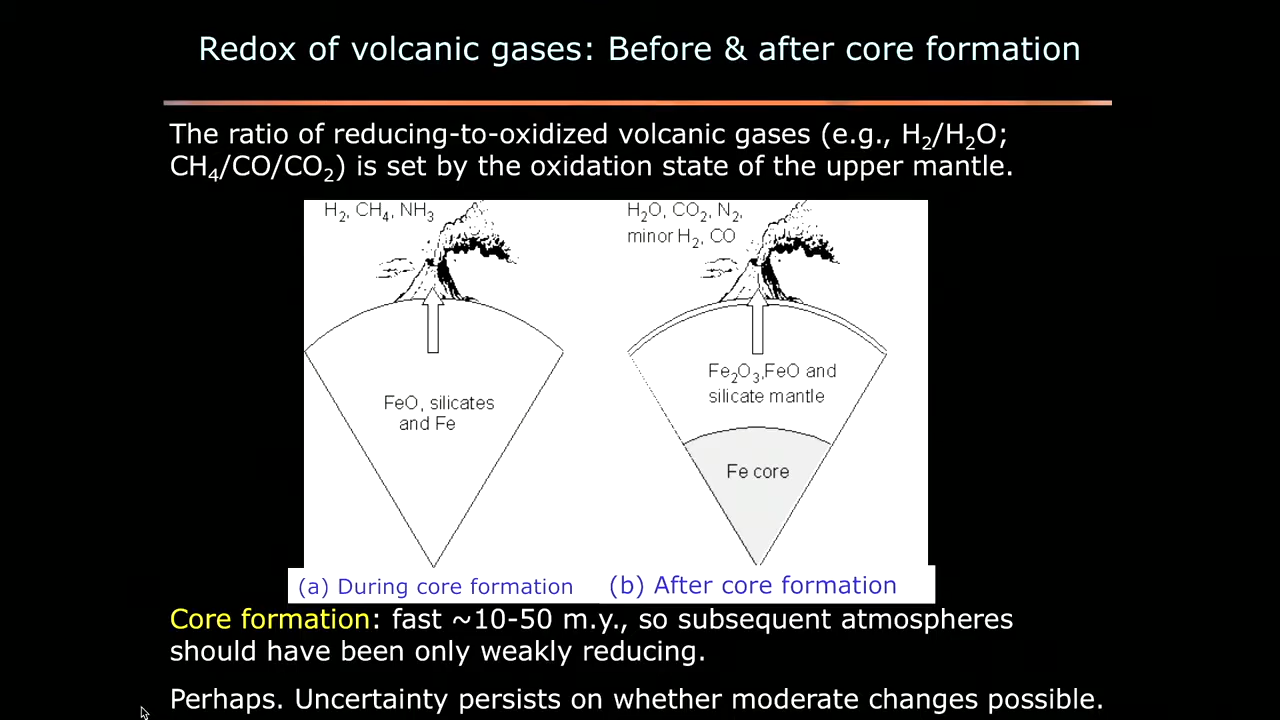 Redox of volcanic gases: Before & after core formation
The ratio of reducing-to-oxidized volcanic gases (e.g., H₂/H₂O;
CH₄/CO/CO₂) is set by the oxidation state of the upper mantle.
H₂, CH₄, NH₃
FeO, silicates
and Fe
(a) During core formation
H₂O, CO₂, N₂,
minor H₂, CO
Fe₂O₃,FeO and
silicate mantle
Fe core
(b) After core formation
Core formation: fast ~10-50 m.y., so subsequent atmospheres
should have been only weakly reducing.
Perhaps. Uncertainty persists on whether moderate changes possible.